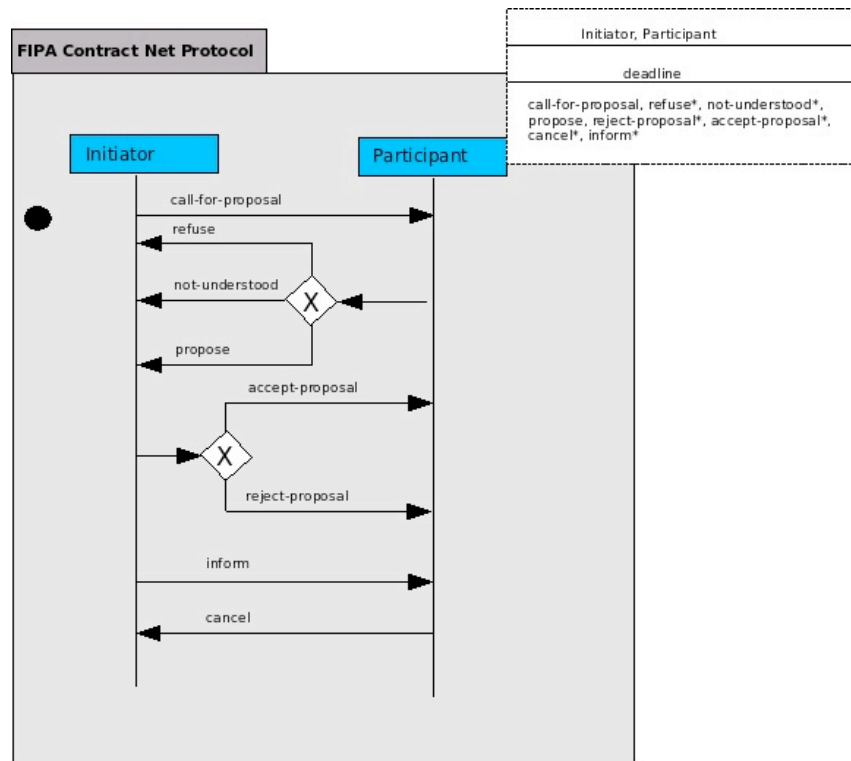 FIPA Contract Net Protocol
Initiator, Participant
deadline
call-for-proposal, refuse*, not-understood*,
propose, reject-proposal*, accept-proposal*,
cancel*, inform*
Initiator
Participant
call-for-proposal
refuse
not-understood
X
propose
accept-proposal
X
reject-proposal
inform
cancel